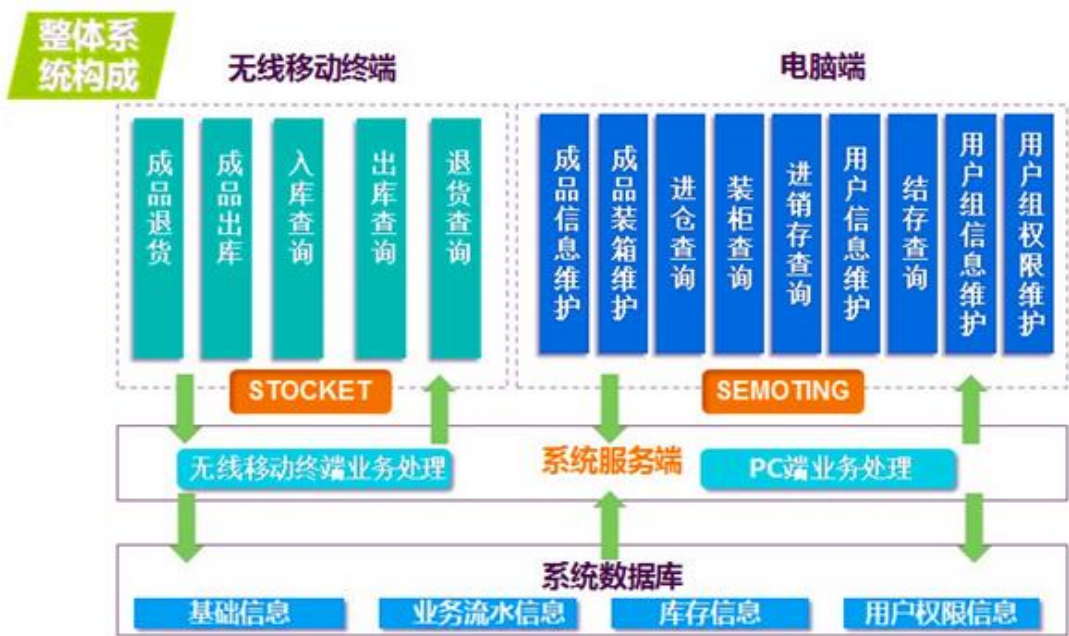 整体系
统构成
无线移动终端
电脑端
成品退货
成品出库
入库查询
出库查询
退货查询
成品信息维护
成品装箱维护
进仓查询
装柜查询
进销存查询
用户信息维护
结存查询
用户组信息维护
用户组权限维护
STOCKET
SEMOTING
无线移动终端业务处理
系统服务端
PC端业务处理
系统数据库
基础信息
业务流水信息
库存信息
用户权限信息